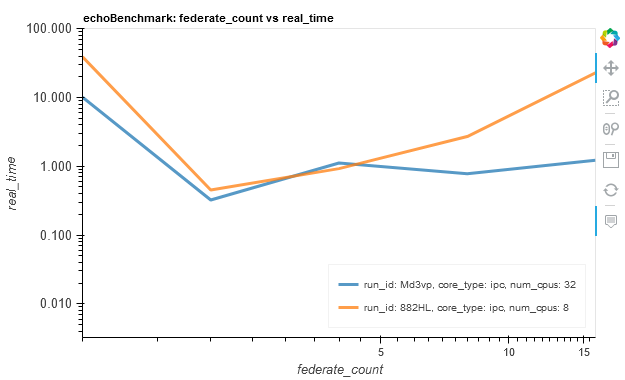 echoBenchmark: federate_count vs real_time
100.000
10.000
1.000
0.100
0.010
real_time
run_id: Md3vp, core_type: ipc, num_cpus: 32
run_id: 882HL, core_type: ipc, num_cpus: 8
5
10
15
federate_count